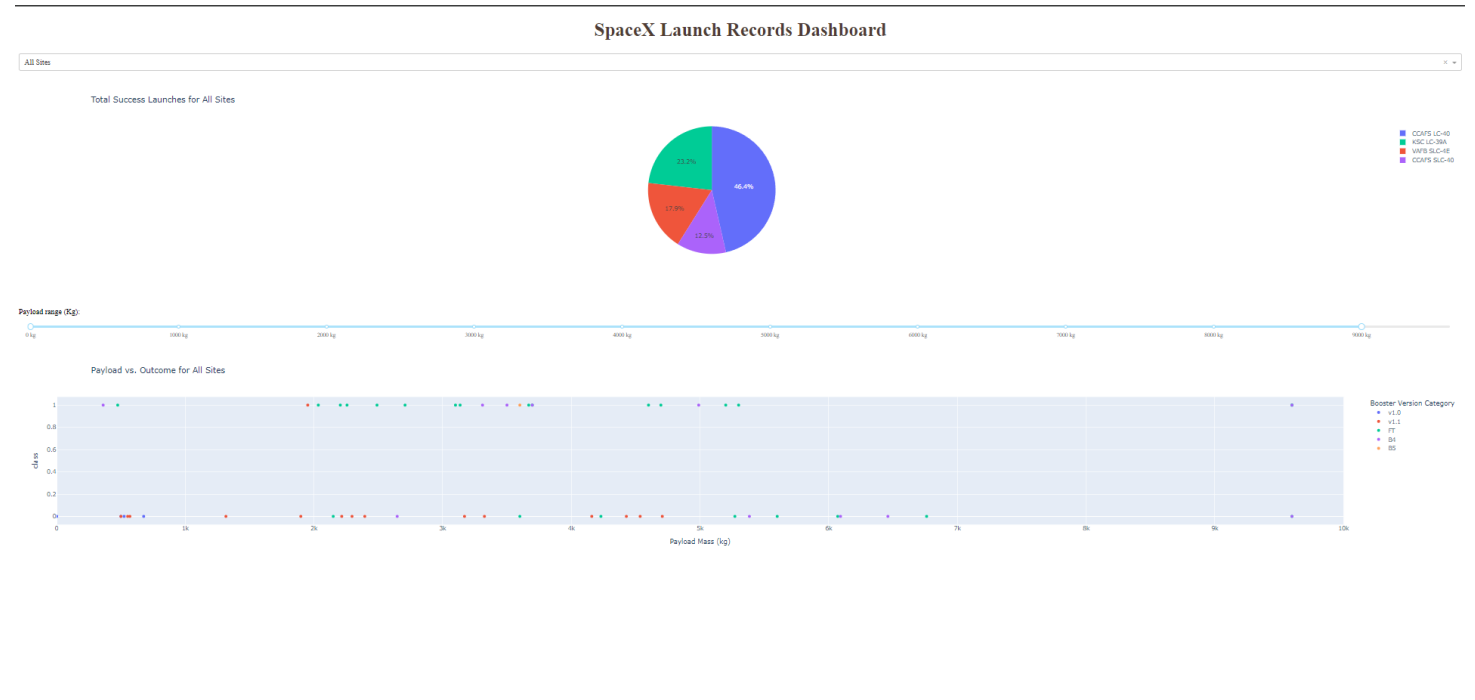 SpaceX Launch Records Dashboard
All Sites
Total Success Launches for All Sites
CCAFS LC-40
KSC LC-39A
VAFB SLC-4E
CCAFS SLC-40
23.2%
46.4%
17.9%
12.5%
Payload range (Kg):
0 kg 1000 kg 2000 kg 3000 kg 4000 kg 5000 kg 6000 kg 7000 kg 8000 kg 9000 kg
Payload vs. Outcome for All Sites
Booster Version Category
v1.0
v1.1
FT
B4
B5
1
0.8
0.6
0.4
0.2
0
class
0 1k 2k 3k 4k 5k 6k 7k 8k 9k 10k
Payload Mass (kg)